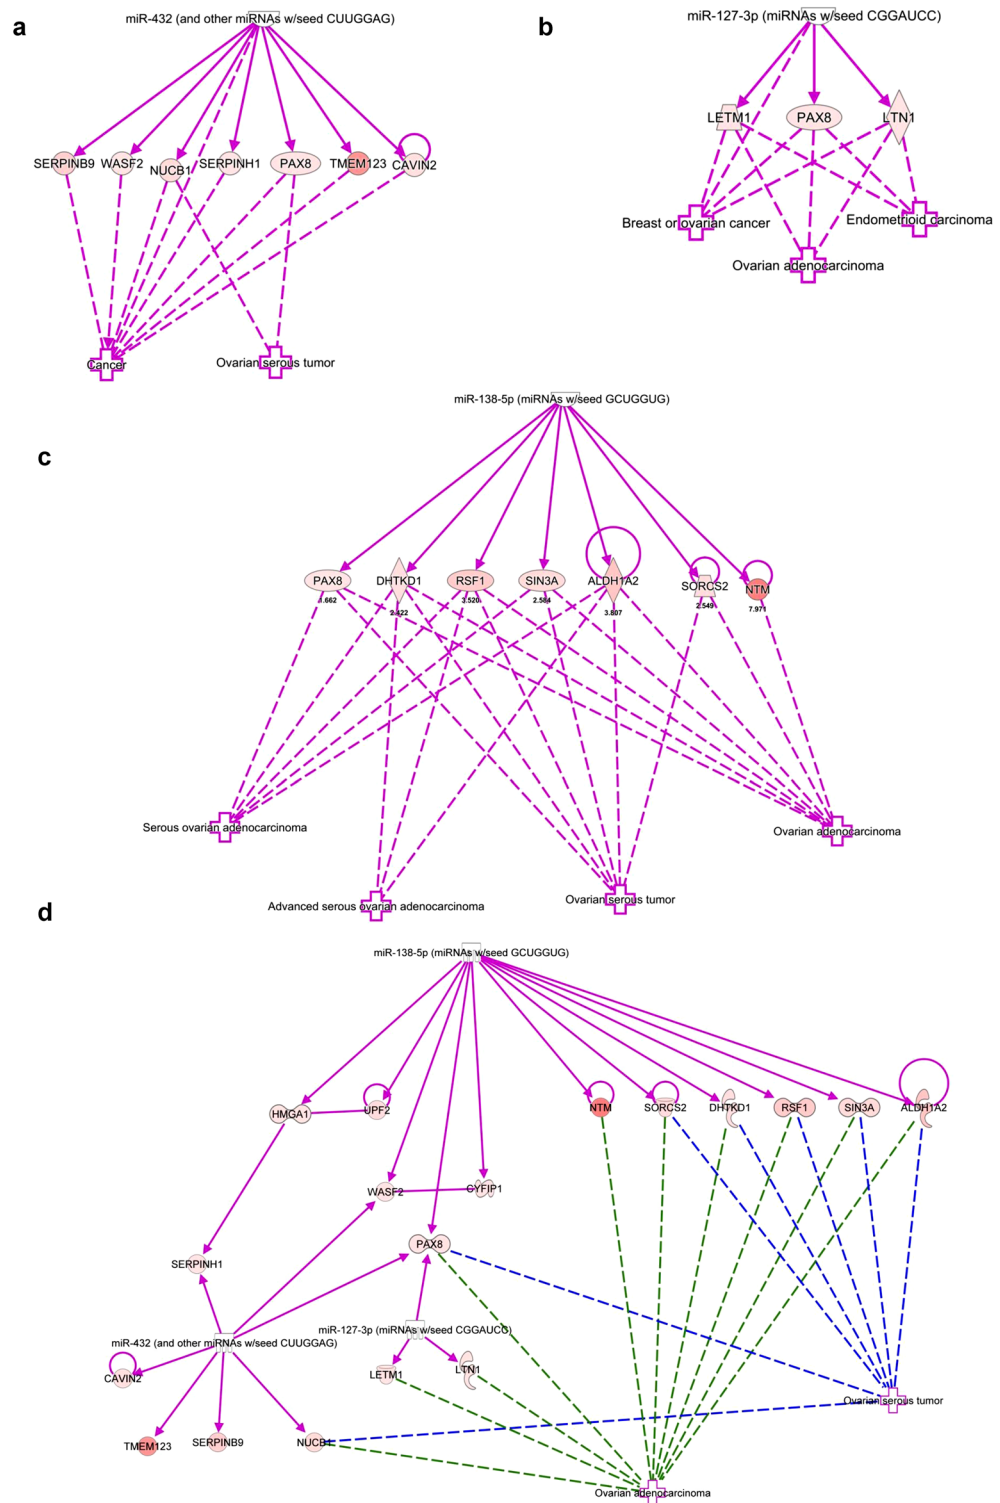 a
miR-432 (and other miRNAs w/seed CUUGGAG)
SERPINB9
WASF2
NUCB1
SERPINH1
PAX8
TMEM123
CAVIN2
Cancer
Ovarian serous tumor
b
miR-127-3p (miRNAs w/seed CGGAUCC)
LETM1
PAX8
LTN1
Breast or ovarian cancer
Endometrioid carcinoma
Ovarian adenocarcinoma
c
miR-138-5p (miRNAs w/seed GCUGGUG)
PAX8
DHTKD1
RSF1
SIN3A
ALDH1A2
SORCS2
NTM
2.422
3.520
2.584
3.807
2.549
7.971
Serous ovarian adenocarcinoma
Ovarian adenocarcinoma
Advanced serous ovarian adenocarcinoma
Ovarian serous tumor
d
miR-138-5p (miRNAs w/seed GCUGGUG)
HMGA1
UPF2
NTM
SORCS2
DHTKD1
RSF1
SIN3A
ALDH1A2
WASF2
CYFIP1
PAX8
SERPINH1
miR-432 (and other miRNAs w/seed CUUGGAG)
miR-127-3p (miRNAs w/seed CGGAUCC)
CAVIN2
LETM1
LTN1
Ovarian serous tumor
TMEM123
SERPINB9
NUCB1
Ovarian adenocarcinoma